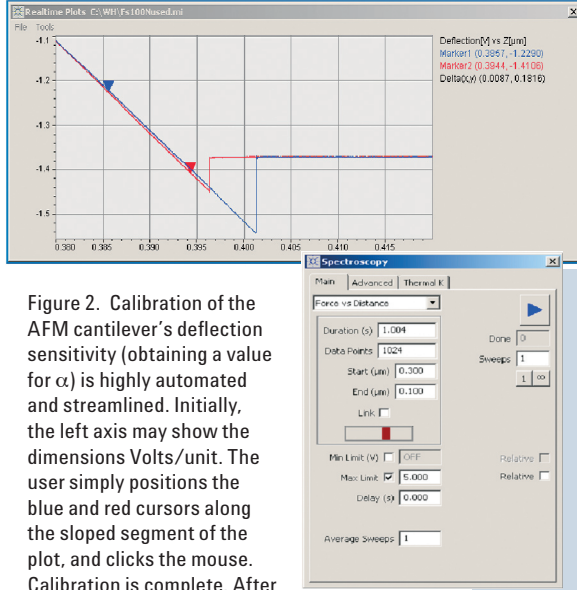 Realtime Plots C:\WH\Fs100Nused.mi
File Tools
-1.1
-1.2
-1.3
-1.4
-1.5
0.380 0.385 0.390 0.395 0.400 0.405 0.410 0.415
Deflection[V] vs Z[µm]
Marker1 (0.3857, -1.2290)
Marker2 (0.3944, -1.4106)
Delta(x,y) (0.0087, 0.1816)
Figure 2. Calibration of the
AFM cantilever's deflection
sensitivity (obtaining a value
for α) is highly automated
and streamlined. Initially,
the left axis may show the
dimensions Volts/unit. The
user simply positions the
blue and red cursors along
the sloped segment of the
plot, and clicks the mouse.
Calibration is complete. After
Spectroscopy
Main Advanced Thermal K
Force vs Distance
Duration (s) 1.004
Data Points 1024
Start (µm) 0.300
End (µm) 0.100
Link
Done 0
Sweeps 1
1 ∞
Min Limit (V) OFF Relative
Max Limit 5.000 Relative
Delay (s) 0.000
Average Sweeps 1